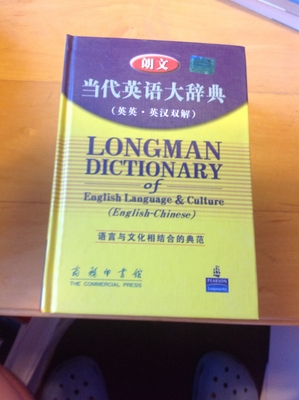 朗文
当代英语大辞典
(英英·英汉双解)
LONGMAN
DICTIONARY
of
English Language & Culture
(English-Chinese)
语言与文化相结合的典范
商务印书馆
THE COMMERCIAL PRESS
PEARSON